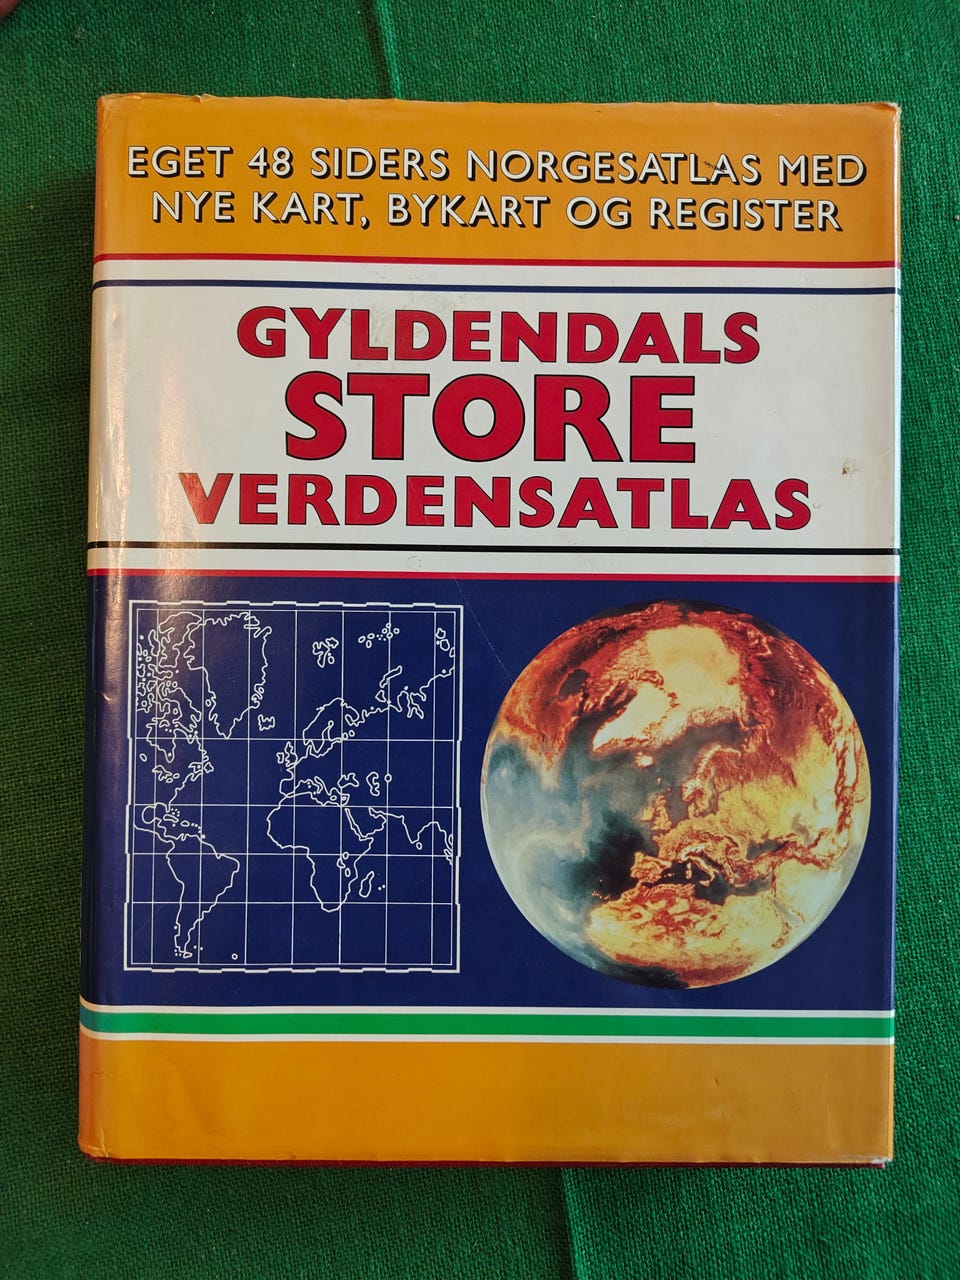 EGET 48 SIDERS NORGESATLAS MED
NYE KART, BYKART OG REGISTER
GYLDENDALS
STORE
VERDENSATLAS